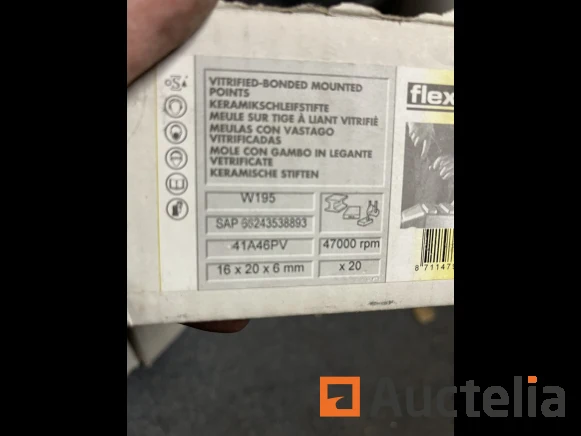 VITRIFIED-BONDED MOUNTED
POINTS
KERAMIKSCHLEIFSTIFTE
MEULE SUR TIGE À LIANT VITRIFIÉ
MEULAS CON VASTAGO
VITRIFICADAS
MOLE CON GAMBO IN LEGANTE
VETRIFICATE
KERAMISCHE STIFTEN
flex
W195
SAP 66243538893
41A46PV
47000 rpm
16 x 20 x 6 mm
x 20
8 71147
Auctelia